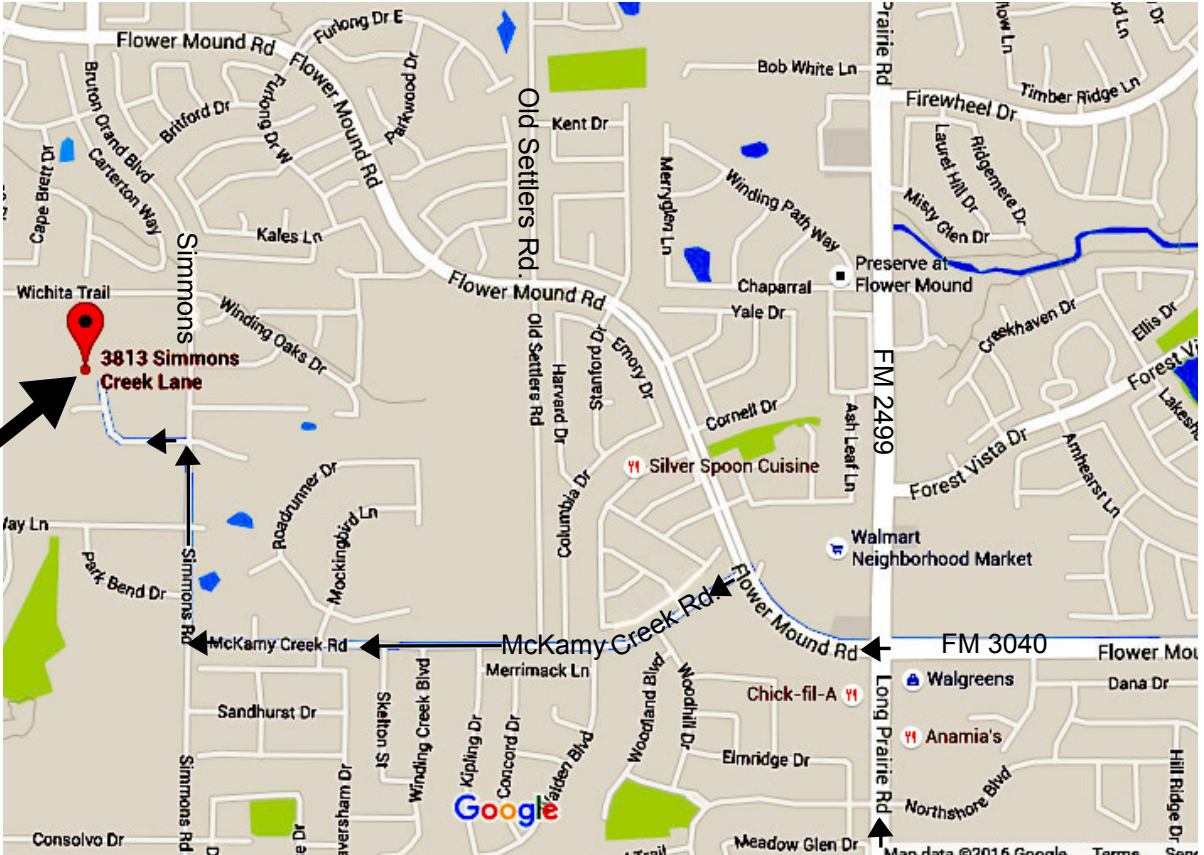 Flower Mound Rd
Furlong Dr E
Prairie Rd
Dr
Bob White Ln
Timber Ridge Ln
Firewheel Dr
Bruton Orand Blvd
Britford Dr
Furlong Dr W
Flower Mound Rd
Parkwood Dr
Old Settlers Rd.
Kent Dr
Laurel Hill Dr
Ridgemere Dr
Cape Brett Dr
Carterton Way
Merryglen Ln
Winding Path Way
Misty Glen Dr
Kales Ln
Simmons
Flower Mound Rd
Chaparral
Preserve at
Flower Mound
Wichita Trail
Winding Oaks Dr
Yale Dr
Creekhaven Dr
Ellis Dr
3813 Simmons
Creek Lane
Old Settlers Rd
Harvard Dr
Stanford Dr
Emory Dr
FM 2499
Forest Vis
Cornell Dr
Ash Leaf Ln
Lakesh
Silver Spoon Cuisine
Forest Vista Dr
Amhearst Ln
Roadrunner Dr
Mockingbird Ln
Columbia Dr
Way Ln
Walmart
Neighborhood Market
Park Bend Dr
Simmons Rd
McKamy Creek Rd
McKamy Creek Rd.
Flower Mound Rd
FM 3040
Flower Mou
Merrimack Ln
Walgreens
Dana Dr
Chick-fil-A
Long Prairie Rd
Sandhurst Dr
Skelton St
Winding Creek Blvd
Kipling Dr
Concord Dr
Walden Blvd
Woodland Blvd
Woodhill Dr
Anamia's
Elmridge Dr
Simmons Rd
aversham Dr
Google
Northshore Blvd
Hill Ridge Dr
Consolvo Dr
e Dr
Trail
Meadow Glen Dr
Map data ©2016 Google
Terms
Send